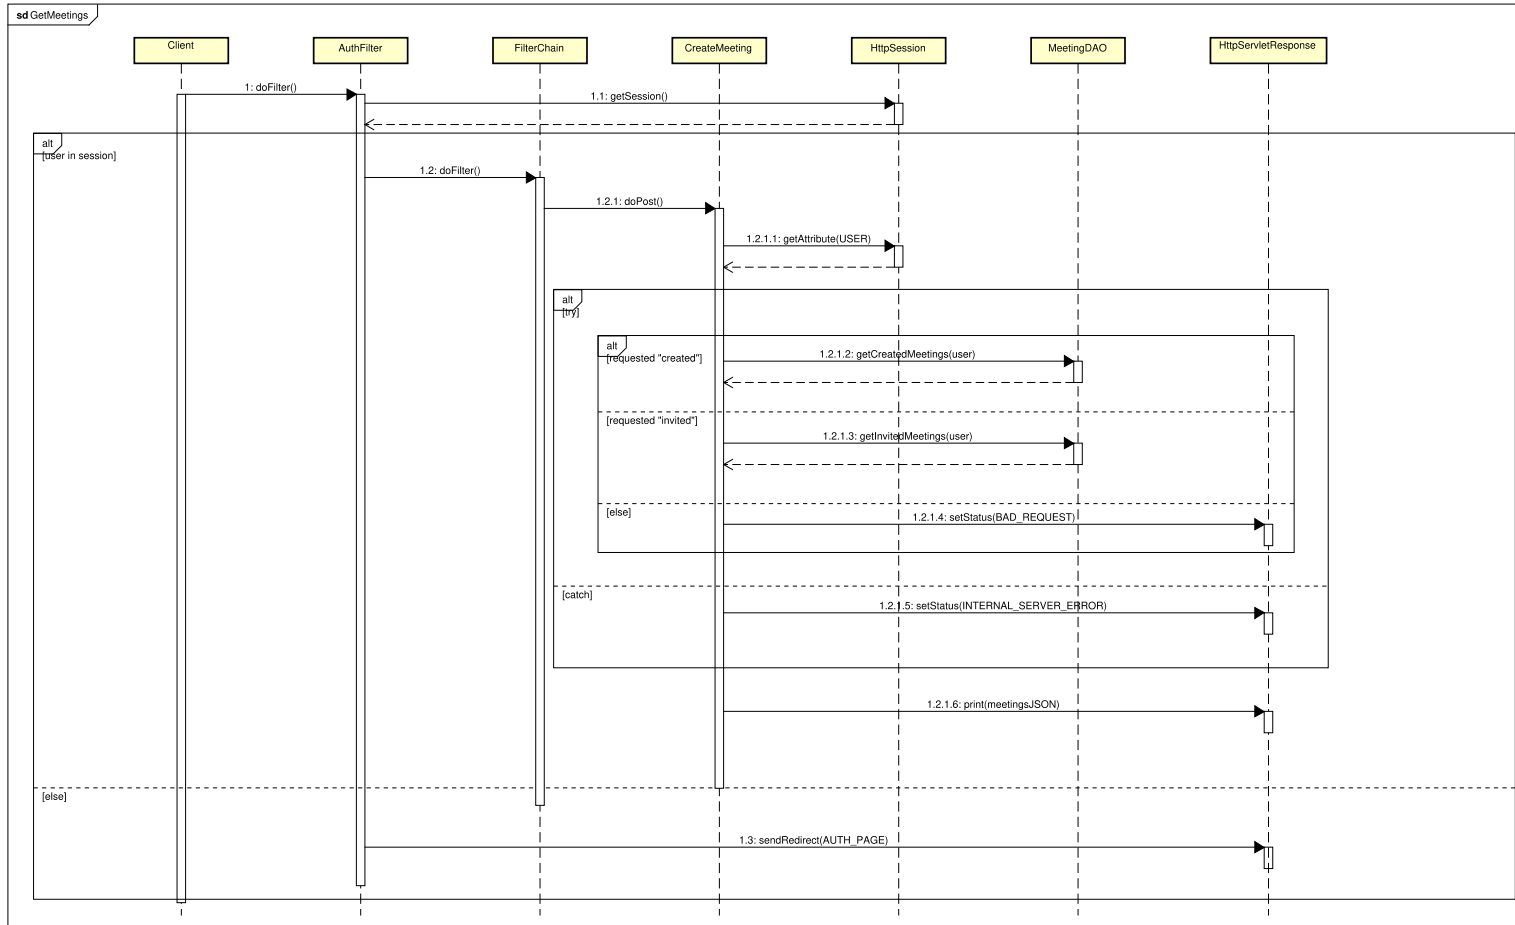 sd GetMeetings
Client
AuthFilter
FilterChain
CreateMeeting
HttpSession
MeetingDAO
HttpServletResponse
1: doFilter()
1.1: getSession()
alt
[user in session]
1.2: doFilter()
1.2.1: doPost()
1.2.1.1: getAttribute(USER)
alt
[try]
alt
[requested "created"]
1.2.1.2: getCreatedMeetings(user)
[requested "invited"]
1.2.1.3: getInvitedMeetings(user)
[else]
1.2.1.4: setStatus(BAD_REQUEST)
[catch]
1.2.1.5: setStatus(INTERNAL_SERVER_ERROR)
1.2.1.6: print(meetingsJSON)
[else]
1.3: sendRedirect(AUTH_PAGE)